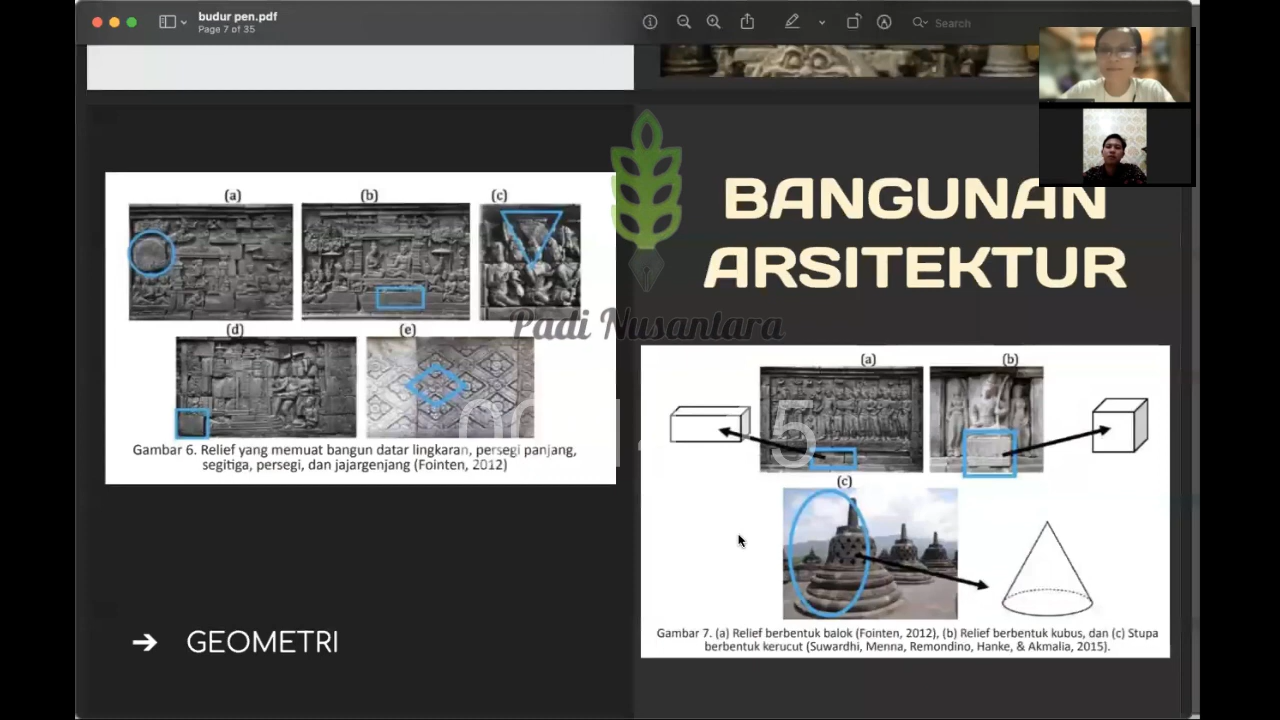 budur pen.pdf
Page 7 of 35
Search
(a)
(b)
(c)
(d)
(e)
Gambar 6. Relief yang memuat bangun datar lingkaran, persegi panjang,
segitiga, persegi, dan jajargenjang (Fointen, 2012)
GEOMETRI
Padi Nusantara
BANGUNAN
ARSITEKTUR
(a)
(b)
(c)
Gambar 7. (a) Relief berbentuk balok (Fointen, 2012), (b) Relief berbentuk kubus, dan (c) Stupa
berbentuk kerucut (Suwardhi, Menna, Remondino, Hanke, & Akmalia, 2015).